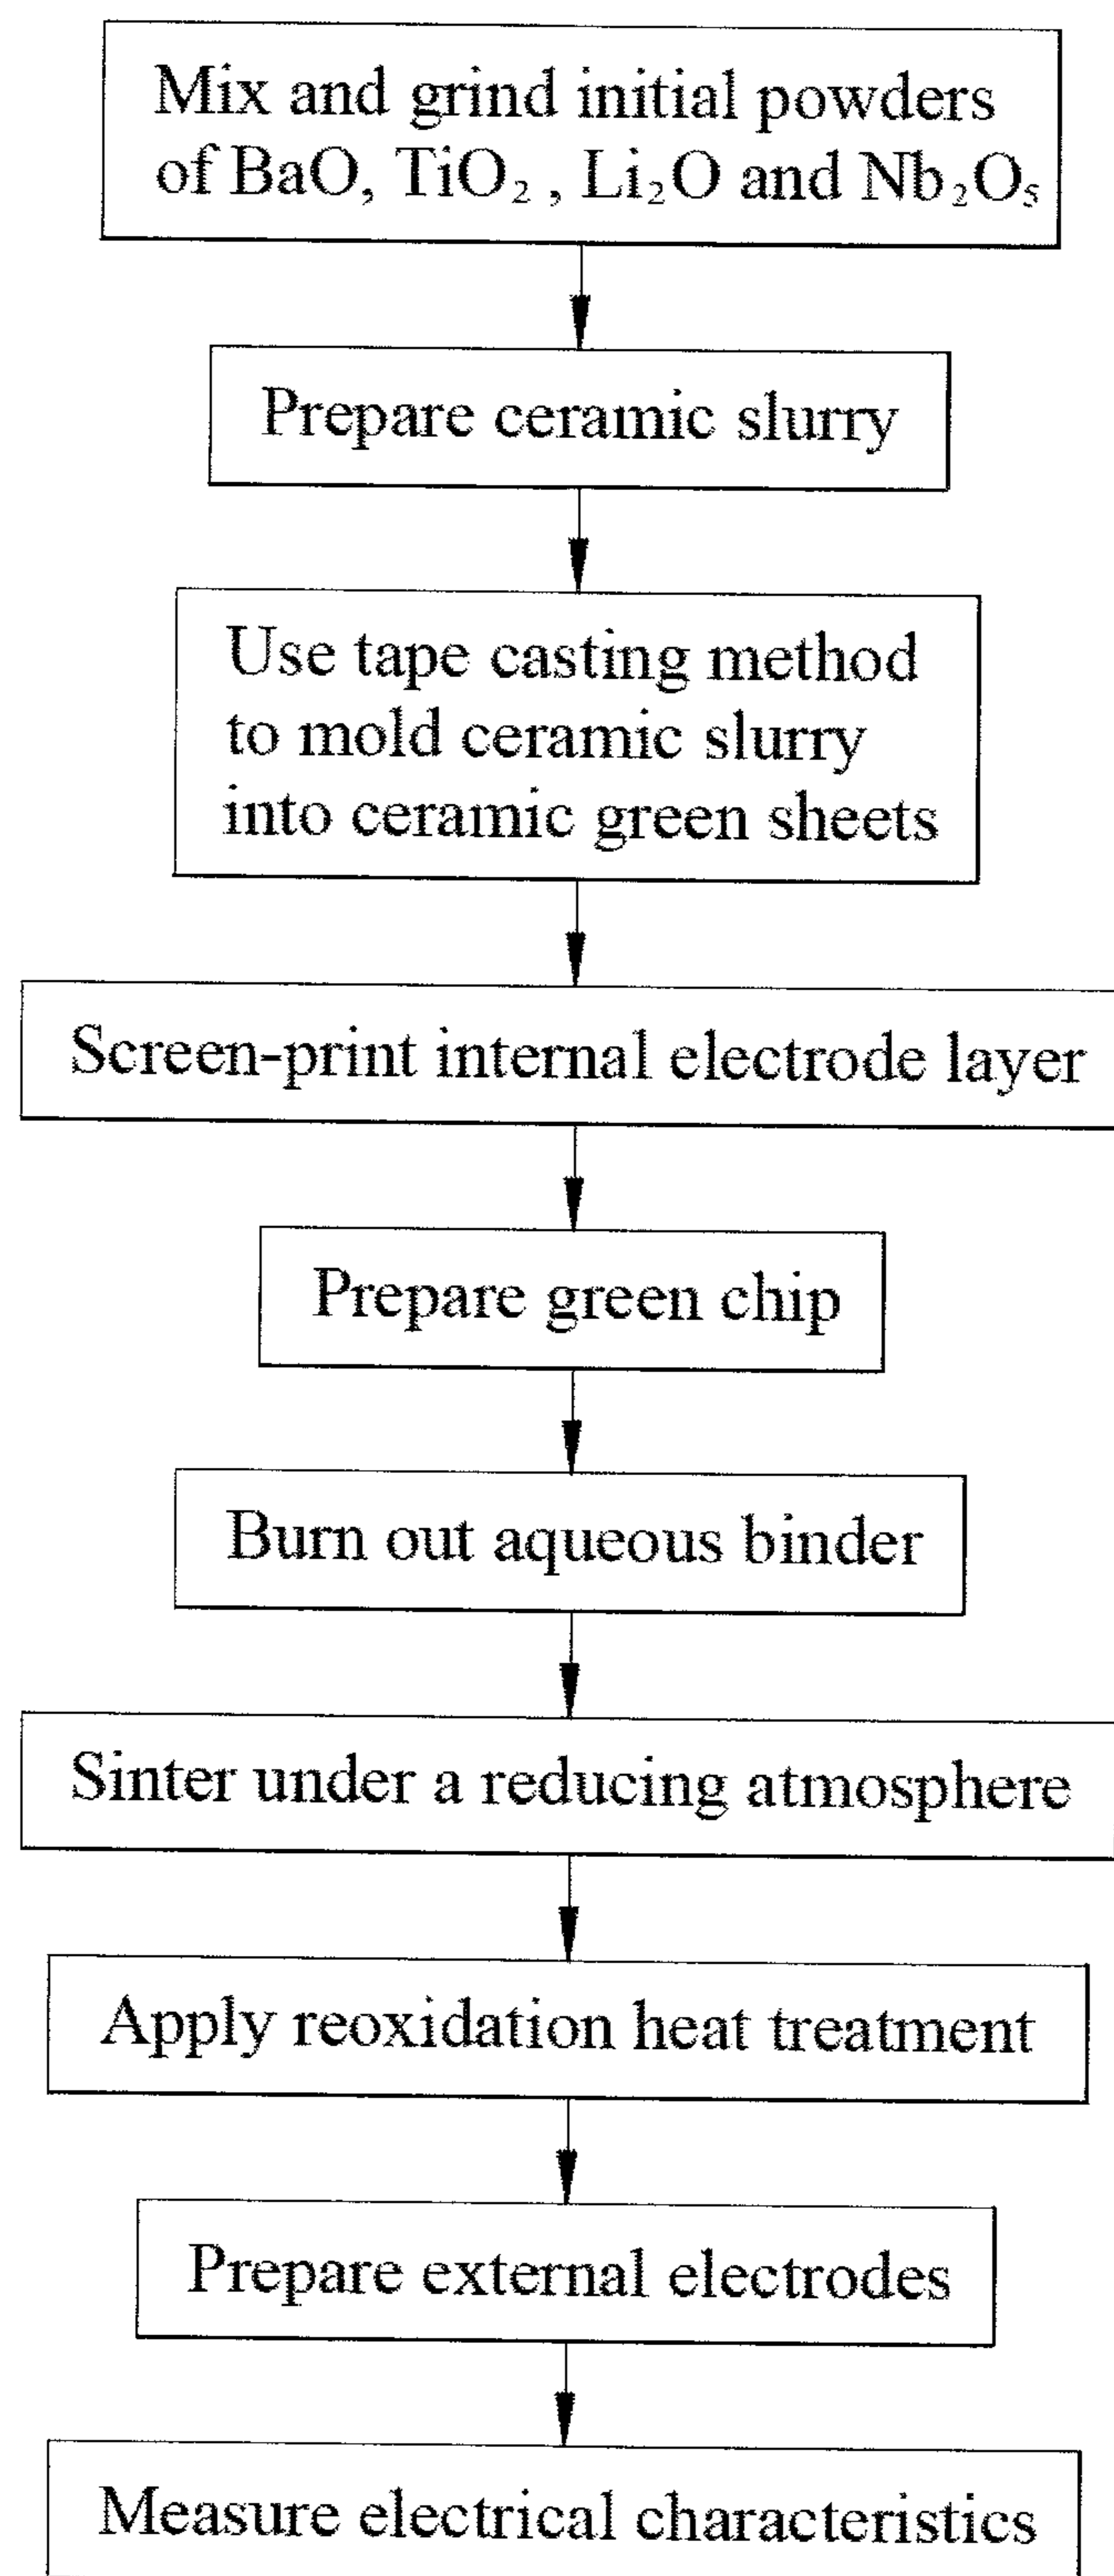 Mix and grind initial powders
of BaO, TiO₂, Li₂O and Nb₂O₅
Prepare ceramic slurry
Use tape casting method
to mold ceramic slurry
into ceramic green sheets
Screen-print internal electrode layer
Prepare green chip
Burn out aqueous binder
Sinter under a reducing atmosphere
Apply reoxidation heat treatment
Prepare external electrodes
Measure electrical characteristics